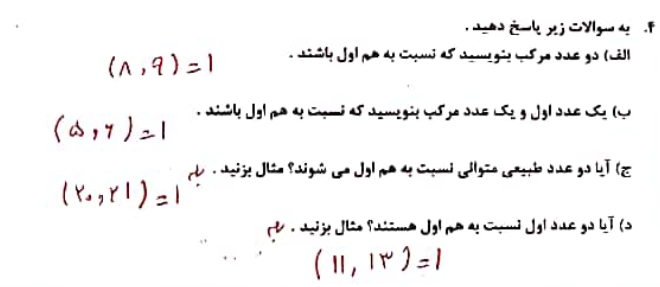 ۴. به سوالات زیر پاسخ دهید .
الف) دو عدد مرکب بنویسید که نسبت به هم اول باشند .
(۸ , ۹) = ۱
ب) یک عدد اول و یک عدد مرکب بنویسید که نسبت به هم اول باشند .
(۵ , ۶) = ۱
ج) آیا دو عدد طبیعی متوالی نسبت به هم اول می شوند؟ مثال بزنید . بله
(۲۰ , ۲۱) = ۱
د) آیا دو عدد اول نسبت به هم اول هستند؟ مثال بزنید . بله
(۱۱ , ۱۳) = ۱